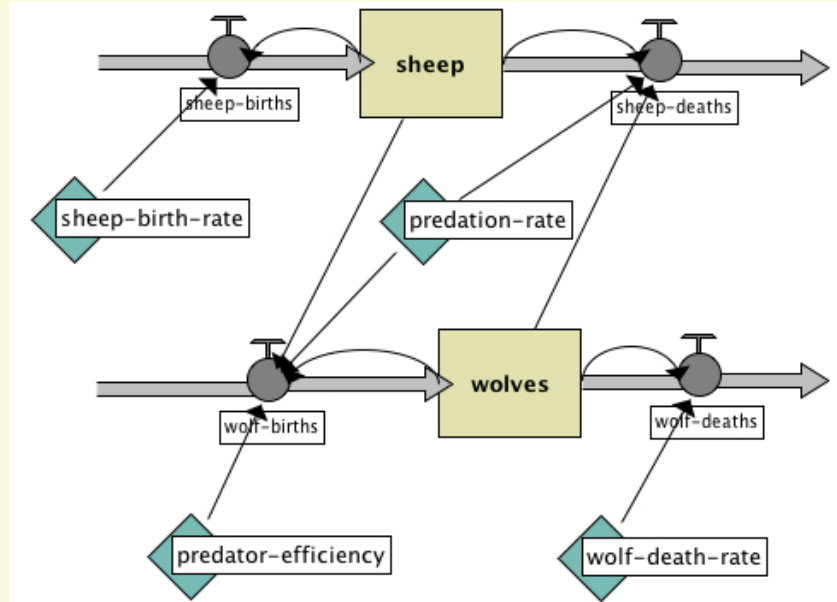 sheep
sheep-births
sheep-deaths
sheep-birth-rate
predation-rate
wolves
wolf-births
wolf-deaths
predator-efficiency
wolf-death-rate